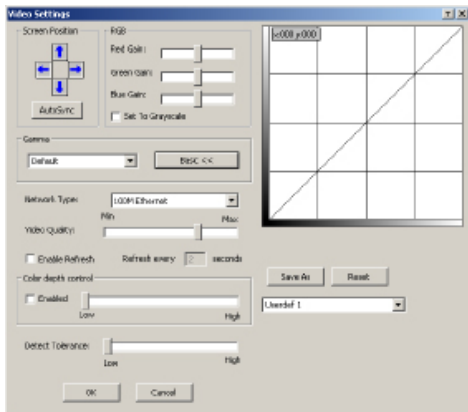 Video Settings
Screen Position
AutoSync
RGB
Red Gain:
Green Gain:
Blue Gain:
Set To Grayscale
x:000 y:000
Gamma
Default
Basic <<
Network Type:
100M Ethernet
Min
Max
Video Quality:
Enable Refresh
Refresh every
2
seconds
Color depth control
Enabled
Low
High
Detect Tolerance:
Low
High
OK
Cancel
Save As
Reset
Userdef 1